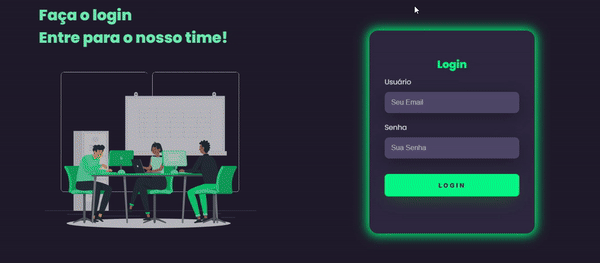 Faça o login
Entre para o nosso time!
Login
Usuário
Seu Email
Senha
Sua Senha
LOGIN